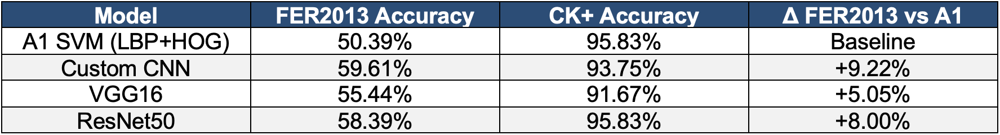 Model FER2013 Accuracy CK+ Accuracy Δ FER2013 vs A1
A1 SVM (LBP+HOG) 50.39% 95.83% Baseline
Custom CNN 59.61% 93.75% +9.22%
VGG16 55.44% 91.67% +5.05%
ResNet50 58.39% 95.83% +8.00%